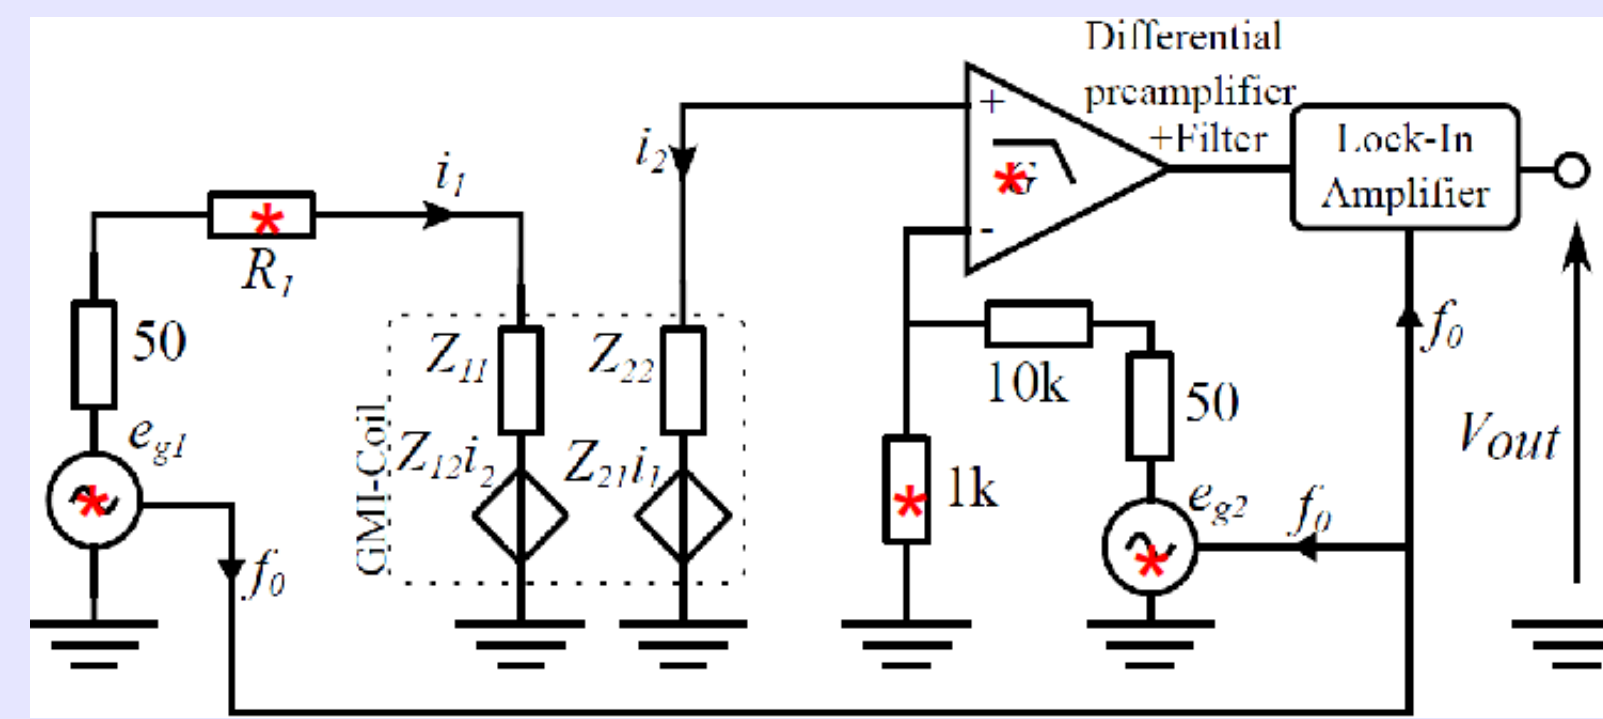 Differential
preamplifier
+Filter
Lock-In
Amplifier
+
-
G
i2
i1
R1
50
eg1
f0
GMI-Coil
Z11
Z22
Z12i2
Z21i1
10k
50
1k
eg2
f0
f0
Vout